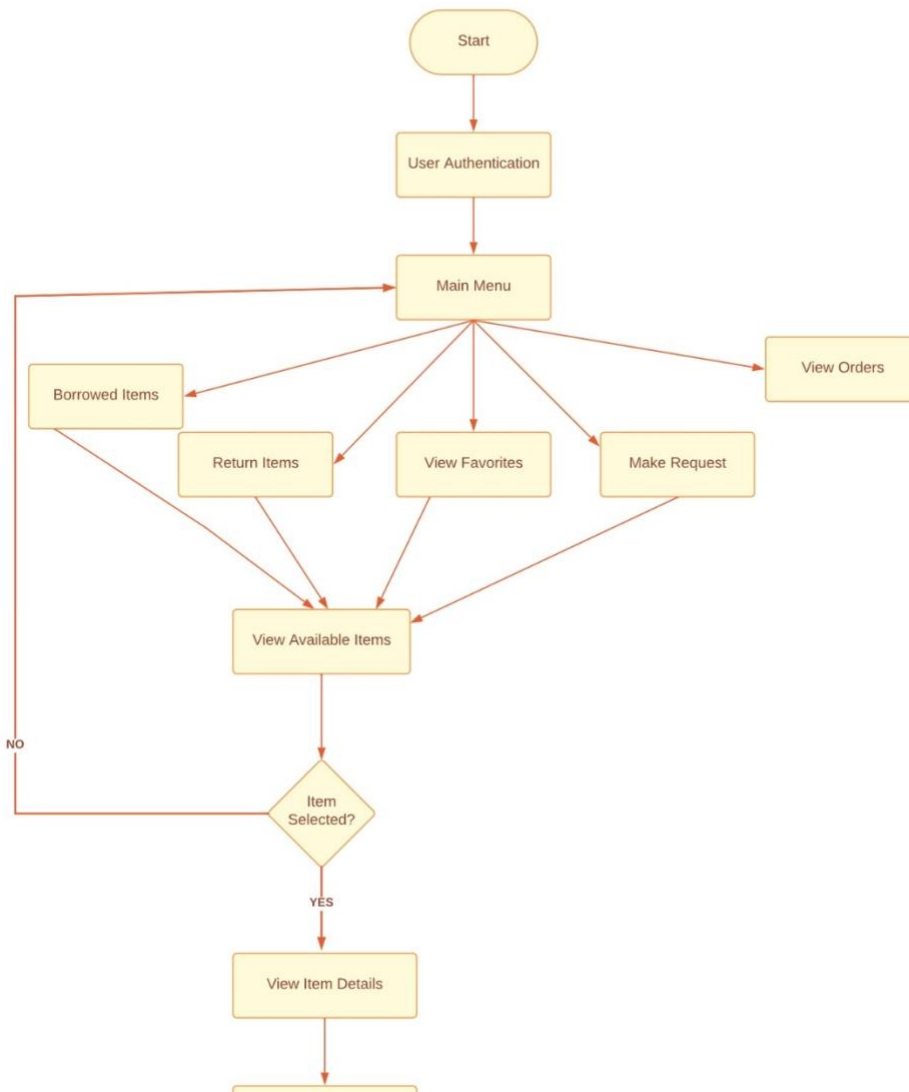 Start
User Authentication
Main Menu
View Orders
Borrowed Items
Return Items
View Favorites
Make Request
View Available Items
NO
Item
Selected?
YES
View Item Details